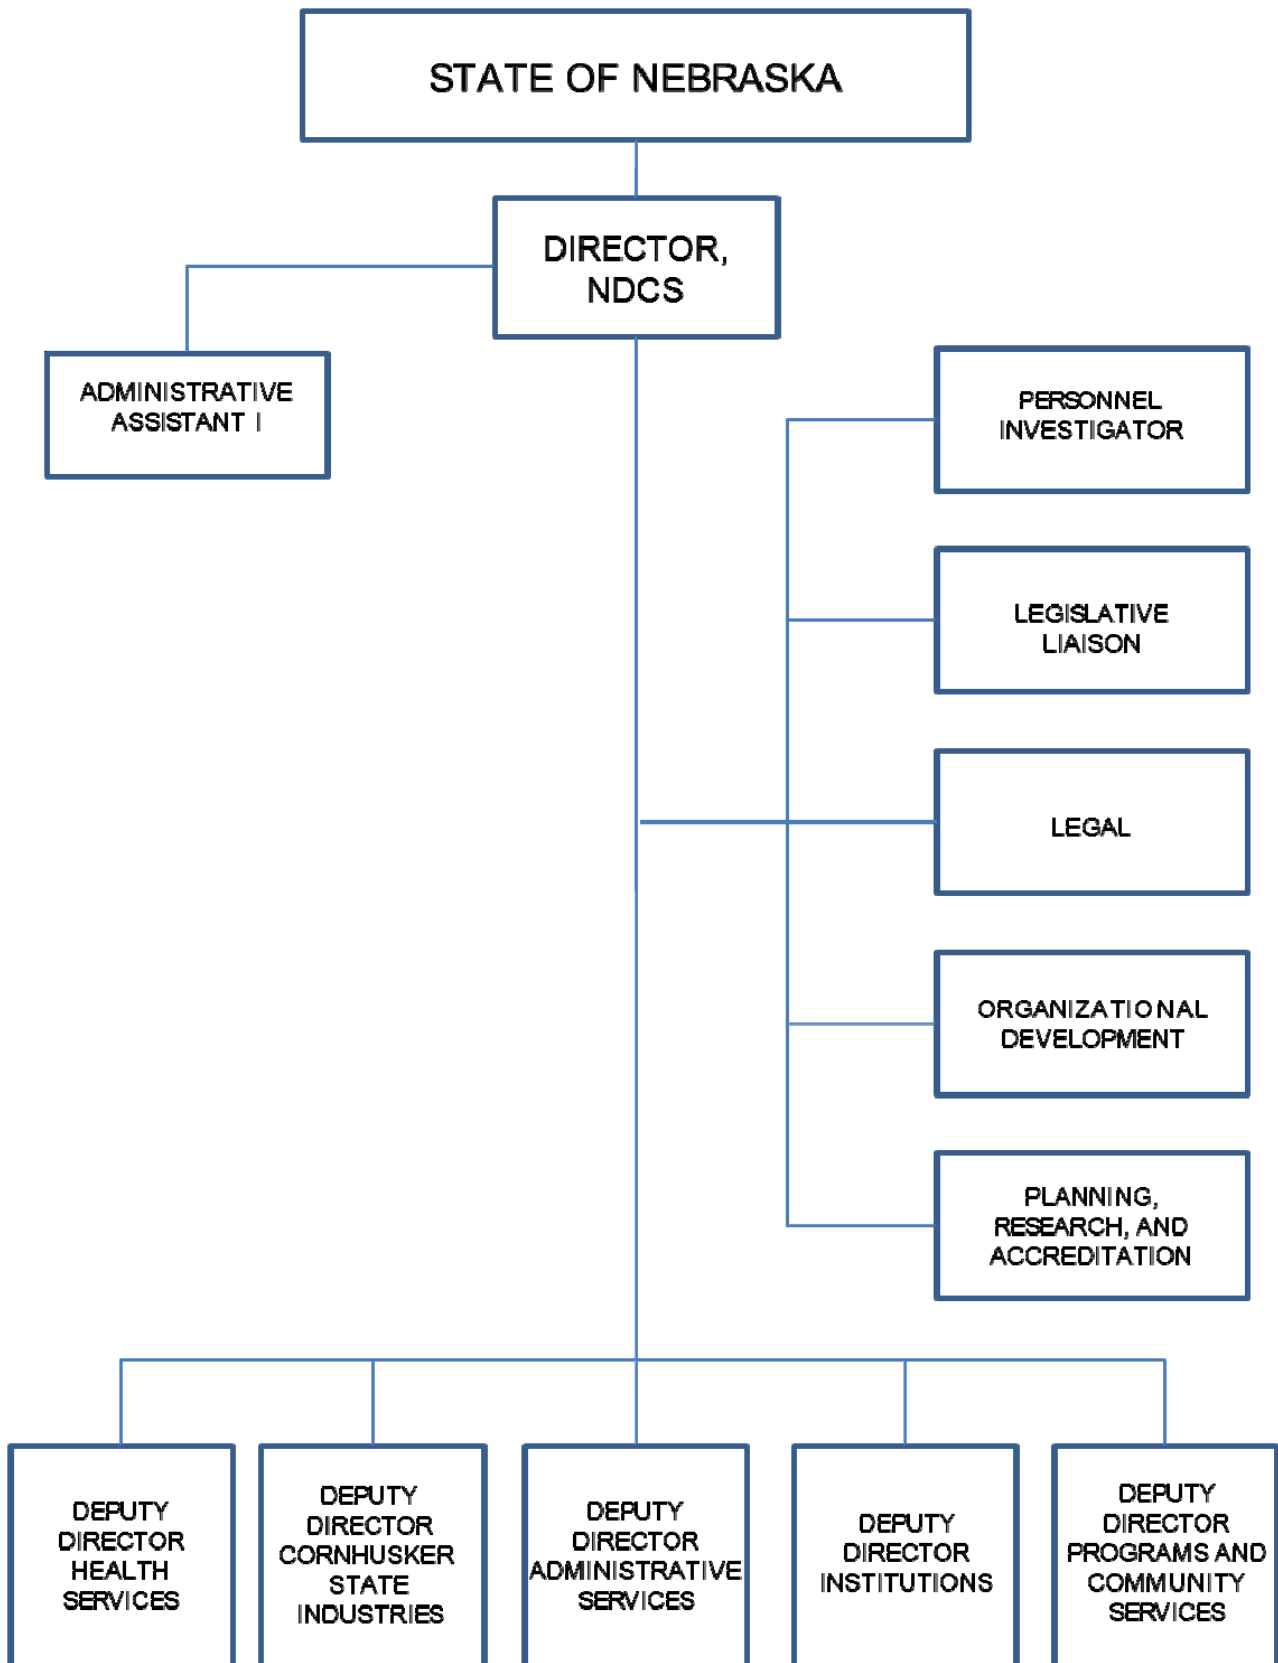 STATE OF NEBRASKA
DIRECTOR,
NDCS
ADMINISTRATIVE
ASSISTANT I
PERSONNEL
INVESTIGATOR
LEGISLATIVE
LIAISON
LEGAL
ORGANIZATIONAL
DEVELOPMENT
PLANNING,
RESEARCH, AND
ACCREDITATION
DEPUTY
DIRECTOR
HEALTH
SERVICES
DEPUTY
DIRECTOR
CORNHUSKER
STATE
INDUSTRIES
DEPUTY
DIRECTOR
ADMINISTRATIVE
SERVICES
DEPUTY
DIRECTOR
INSTITUTIONS
DEPUTY
DIRECTOR
PROGRAMS AND
COMMUNITY
SERVICES